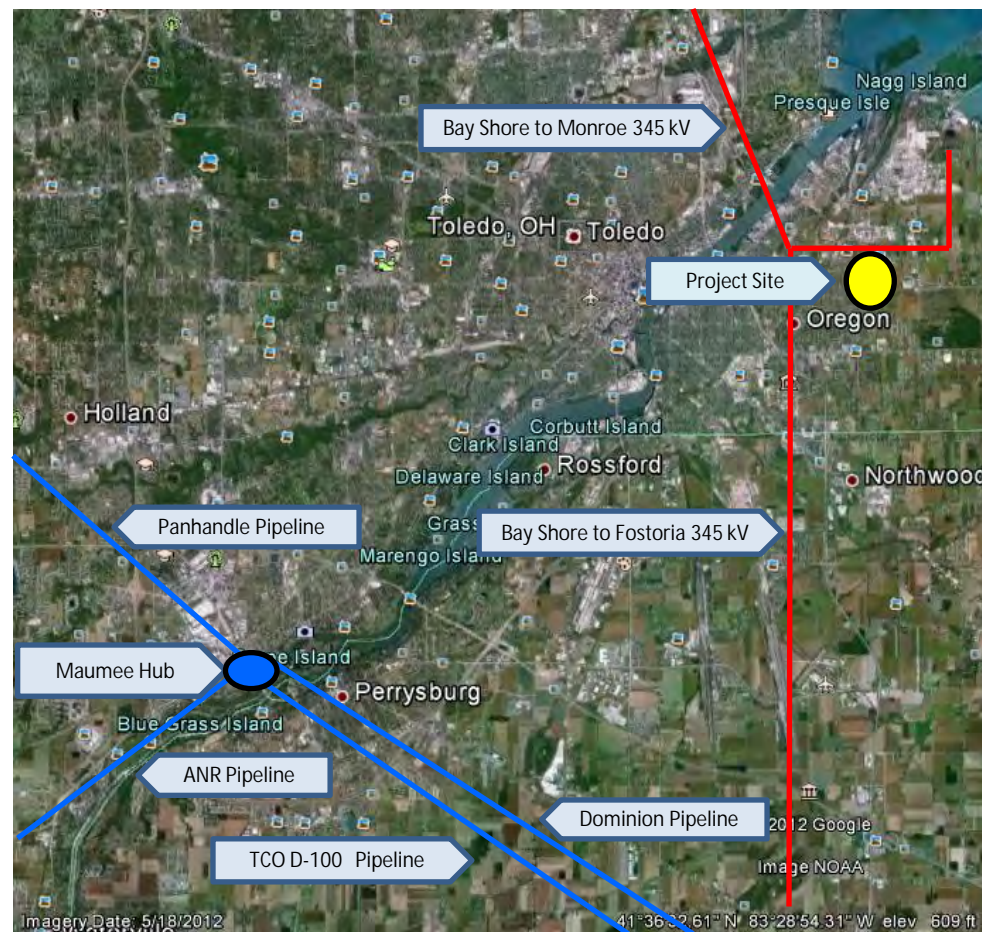 Nagg Island
Presque Isle
Bay Shore to Monroe 345 kV
Toledo, OH
Toledo
Project Site
Oregon
Holland
Corbutt Island
Clark Island
Rossford
Delaware Island
Northwood
Panhandle Pipeline
Grass
Bay Shore to Fostoria 345 kV
Marengo Island
Maumee Hub
ne Island
Perrysburg
Blue Grass Island
ANR Pipeline
Dominion Pipeline
2012 Google
TCO D-100 Pipeline
Image NOAA
Imagery Date: 5/18/2012
41°36'32.61" N 83°28'54.31" W elev 609 ft